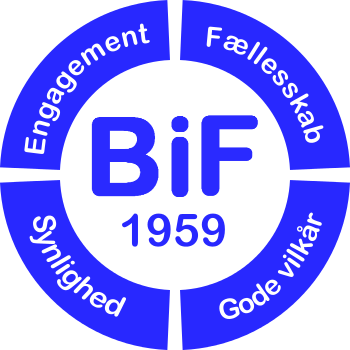 Engagement
Fællesskab
BiF
1959
Synlighed
Gode vilkår